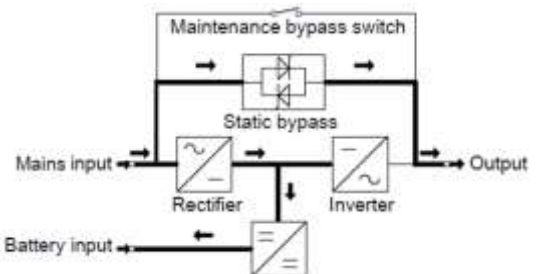 Maintenance bypass switch
Static bypass
Mains input
Output
Rectifier
Inverter
Battery input